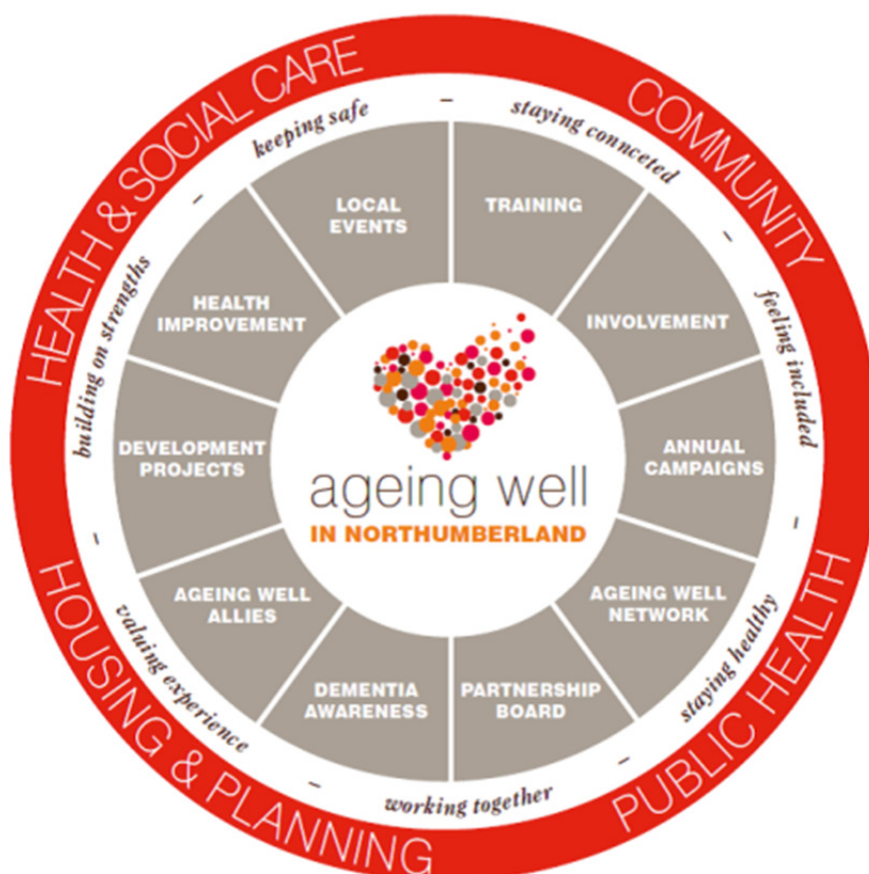 HEALTH & SOCIAL CARE
COMMUNITY
PUBLIC HEALTH
HOUSING & PLANNING
keeping safe
–
staying connceted
–
feeling included
–
staying healthy
–
working together
–
valuing experience
–
building on strengths
–
LOCAL
EVENTS
TRAINING
INVOLVEMENT
ANNUAL
CAMPAIGNS
AGEING WELL
NETWORK
PARTNERSHIP
BOARD
DEMENTIA
AWARENESS
AGEING WELL
ALLIES
DEVELOPMENT
PROJECTS
HEALTH
IMPROVEMENT
ageing well
IN NORTHUMBERLAND